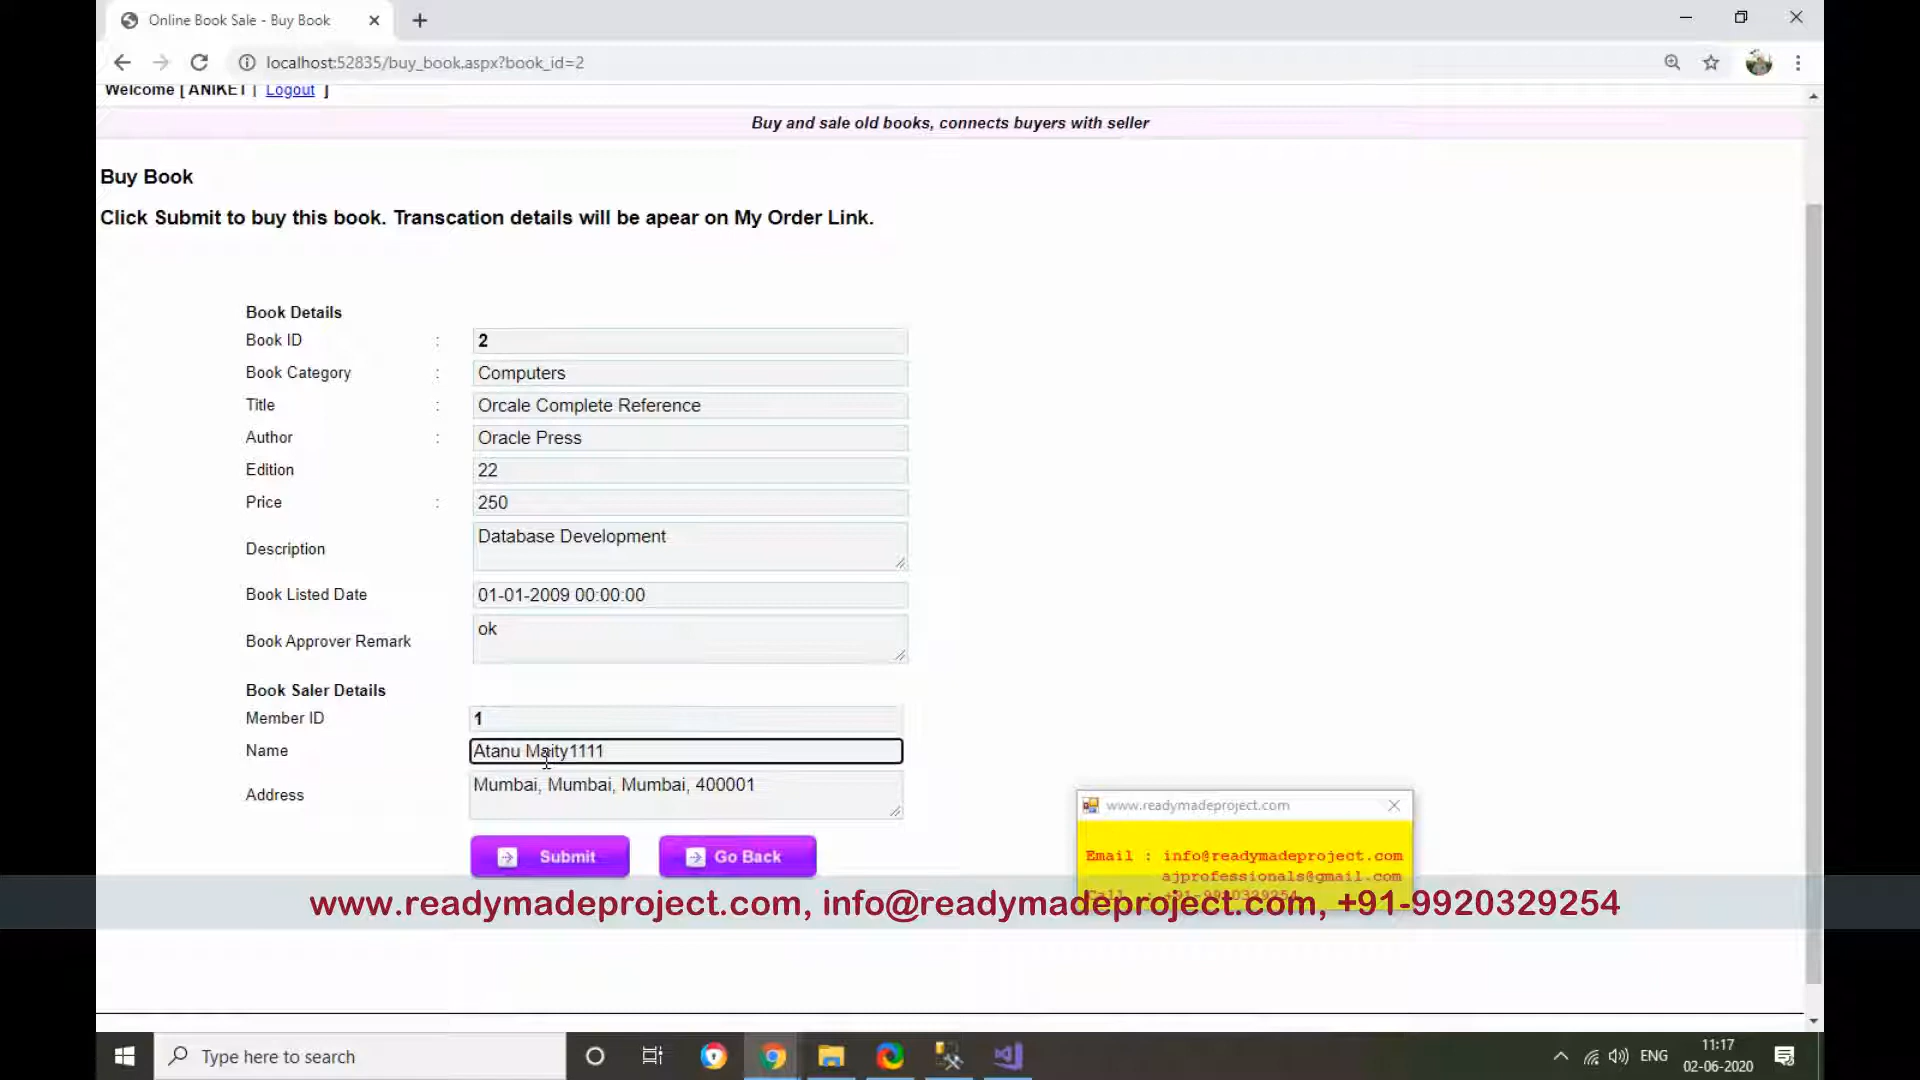 Online Book Sale - Buy Book
localhost:52835/buy_book.aspx?book_id=2
Welcome [ ANIKET | Logout ]
Buy and sale old books, connects buyers with seller
Buy Book
Click Submit to buy this book. Transcation details will be apear on My Order Link.
Book Details
Book ID : 2
Book Category : Computers
Title : Orcale Complete Reference
Author : Oracle Press
Edition 22
Price : 250
Description Database Development
Book Listed Date 01-01-2009 00:00:00
Book Approver Remark ok
Book Saler Details
Member ID 1
Name Atanu Maity1111
Address Mumbai, Mumbai, Mumbai, 400001
Submit Go Back
www.readymadeproject.com
Email : info@readymadeproject.com
ajprofessionals@gmail.com
Call : +91-9920329254
www.readymadeproject.com, info@readymadeproject.com, +91-9920329254
Type here to search
ENG
11:17
02-06-2020